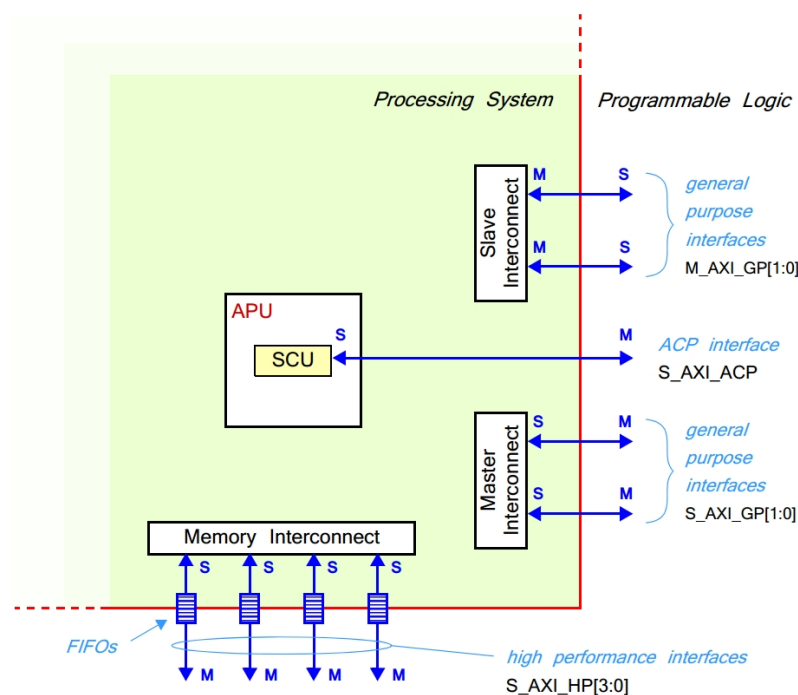 Processing System
Programmable Logic
M
S
general
purpose
interfaces
M_AXI_GP[1:0]
Slave
Interconnect
M
S
APU
SCU
S
M
ACP interface
S_AXI_ACP
Master
Interconnect
S
M
S
M
general
purpose
interfaces
S_AXI_GP[1:0]
Memory Interconnect
S
S
S
S
FIFOs
M
M
M
M
high performance interfaces
S_AXI_HP[3:0]